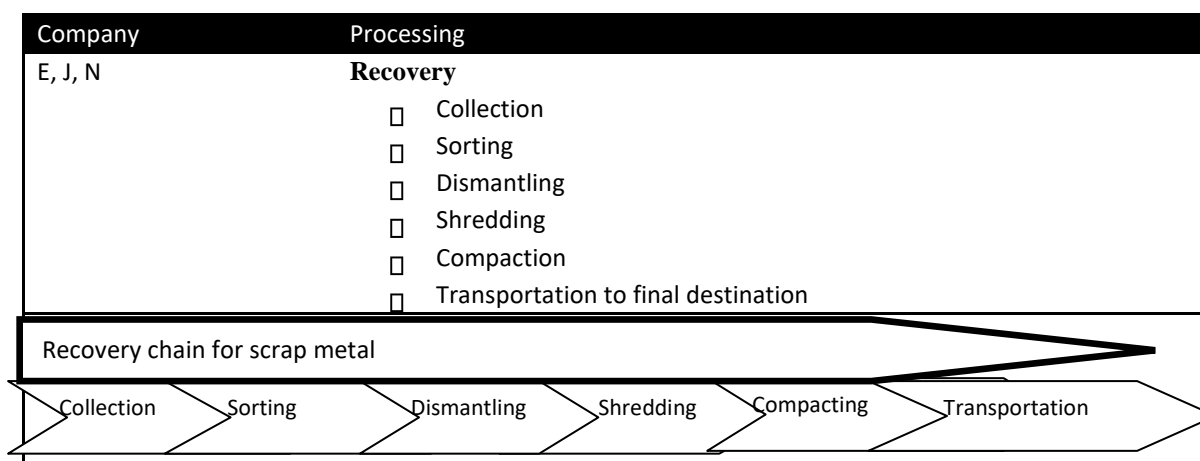 Company Processing
E, J, N Recovery
Collection
Sorting
Dismantling
Shredding
Compaction
Transportation to final destination
Recovery chain for scrap metal
Collection Sorting Dismantling Shredding Compacting Transportation